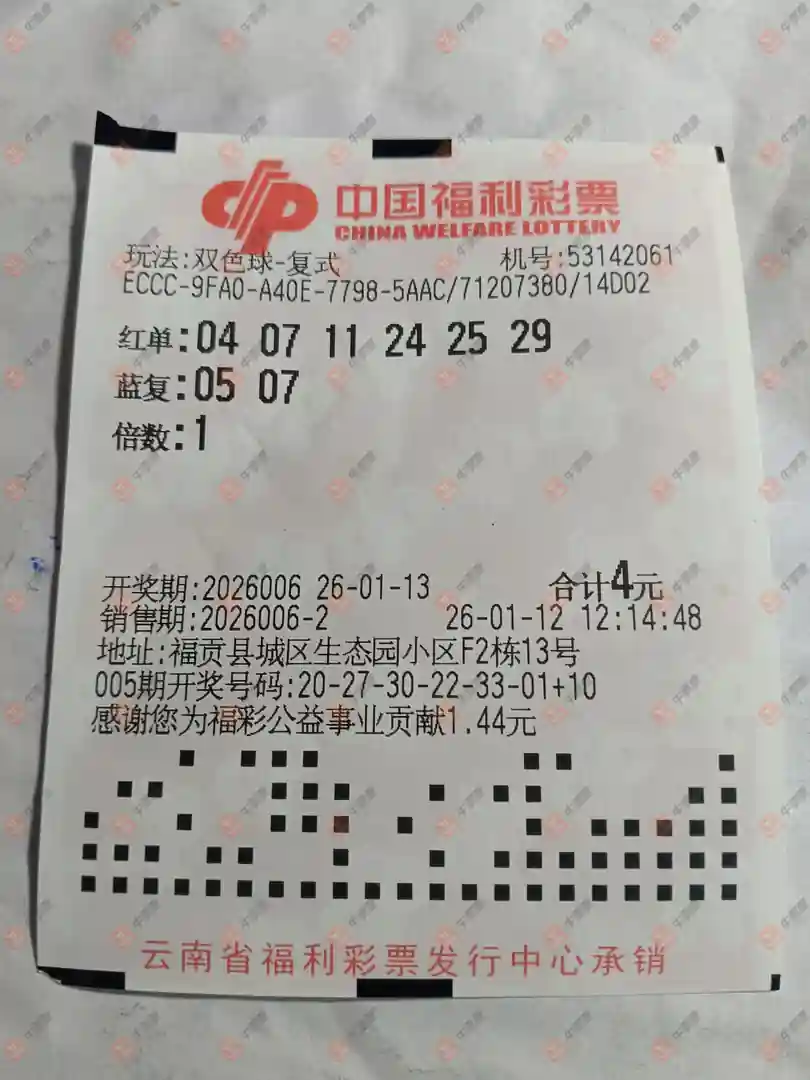 中国福利彩票
CHINA WELFARE LOTTERY
玩法:双色球-复式 机号:53142061
ECCC-9FA0-A40E-7798-5AAC/71207380/14D02
红单:04 07 11 24 25 29
蓝复:05 07
倍数:1
开奖期:2026006 26-01-13 合计4元
销售期:2026006-2 26-01-12 12:14:48
地址:福贡县城区生态园小区F2栋13号
005期开奖号码:20-27-30-22-33-01+10
感谢您为福彩公益事业贡献1.44元
云南省福利彩票发行中心承销